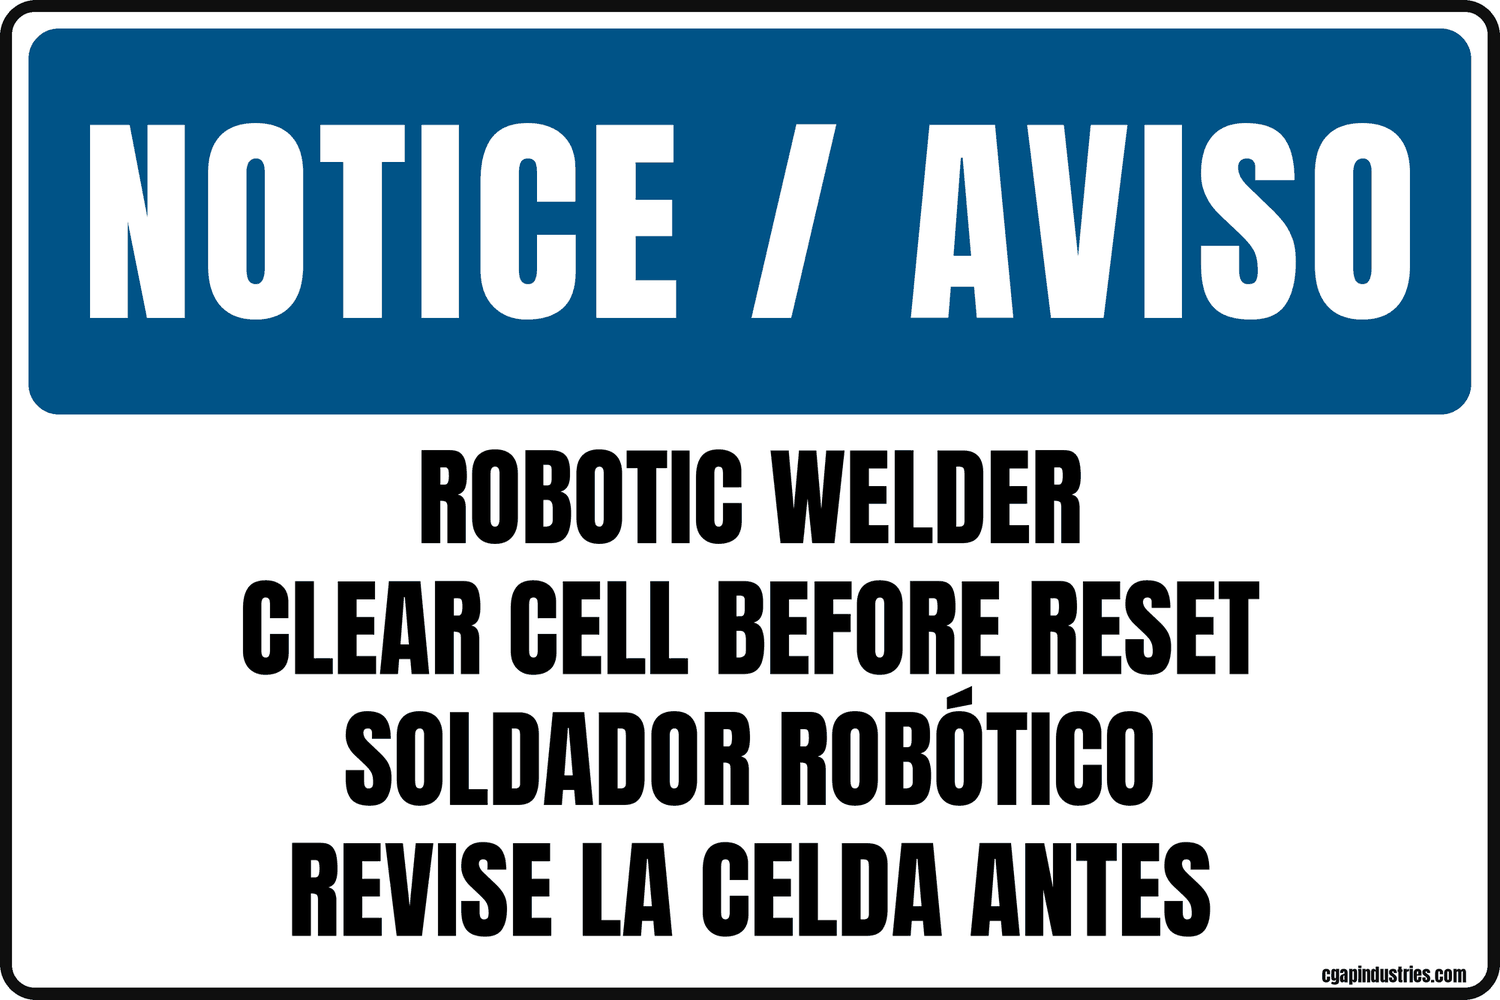 NOTICE / AVISO
ROBOTIC WELDER
CLEAR CELL BEFORE RESET
SOLDADOR ROBÓTICO
REVISE LA CELDA ANTES
cgapindustries.com